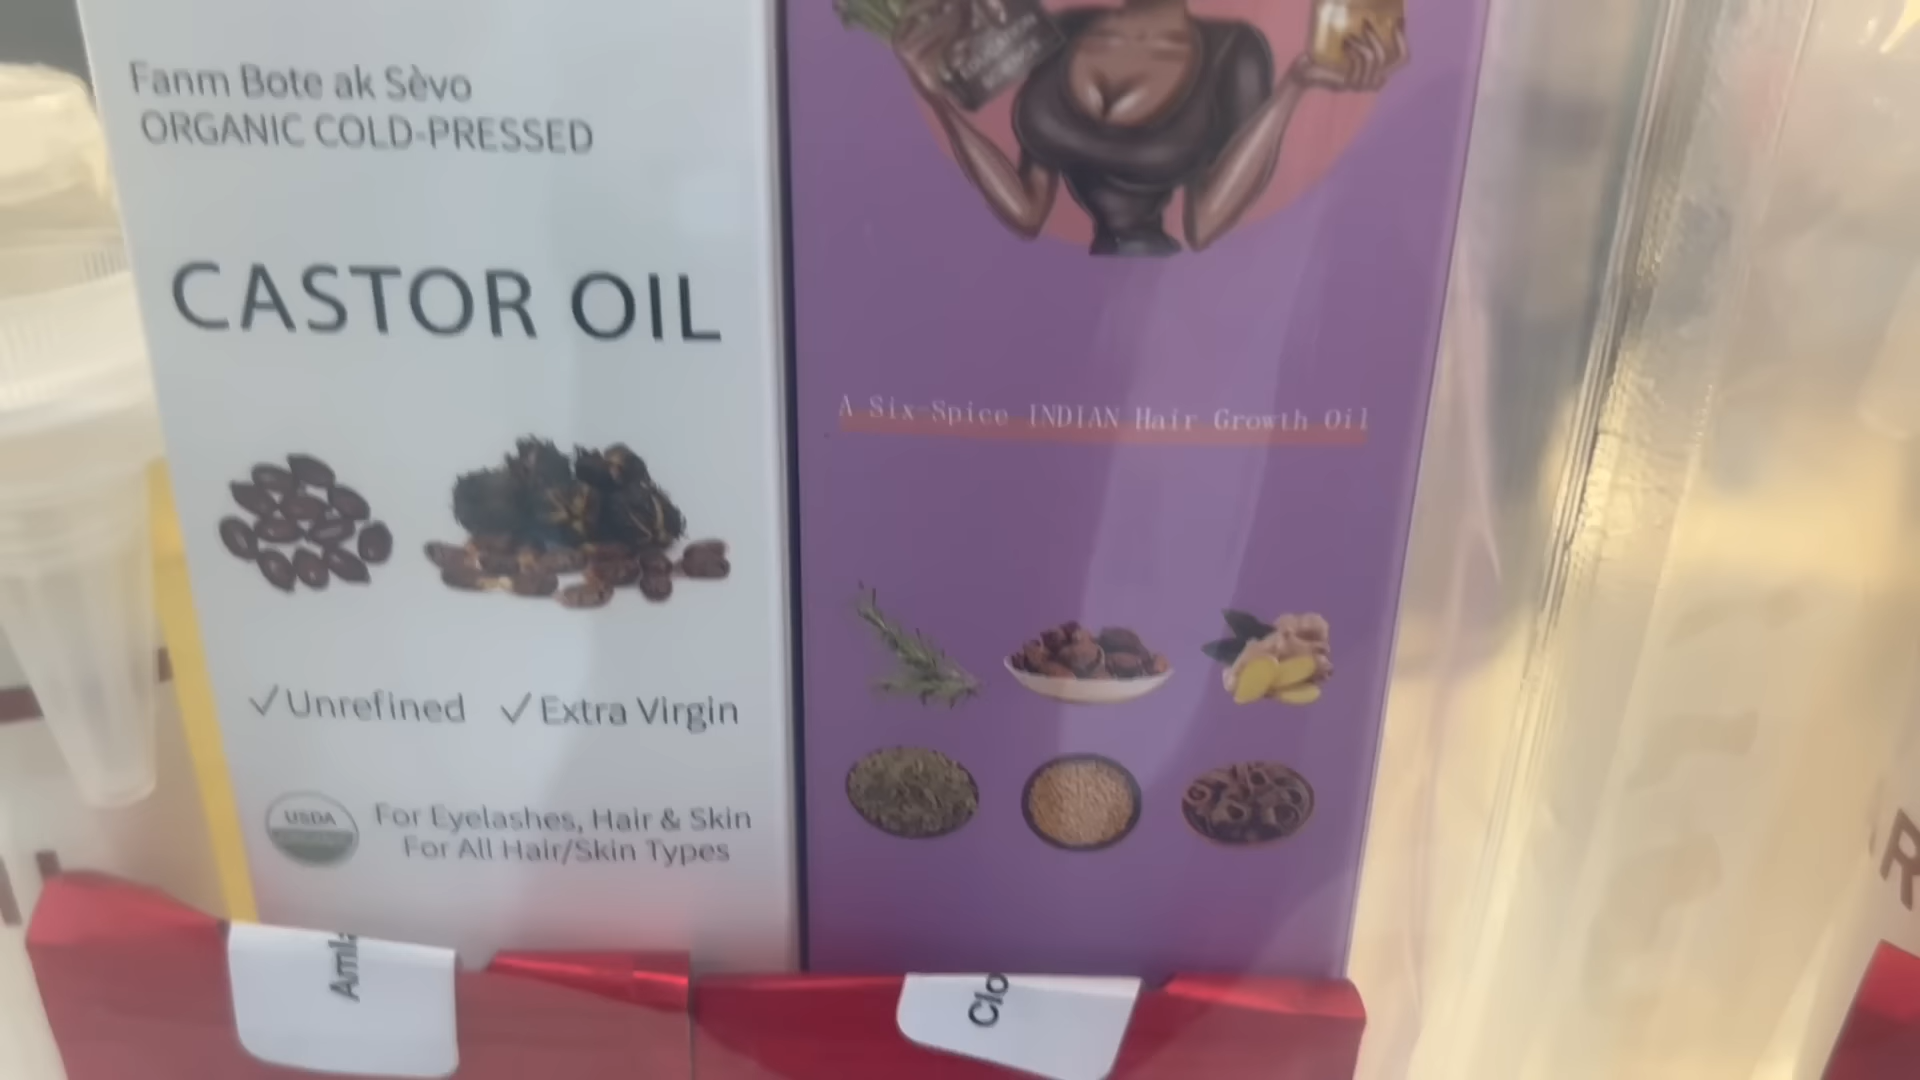 Fanm Bote ak Sèvo
ORGANIC COLD-PRESSED
CASTOR OIL
✓Unrefined ✓Extra Virgin
USDA
For Eyelashes, Hair & Skin
For All Hair/Skin Types
A Six-Spice INDIAN Hair Growth Oil
Clo
R